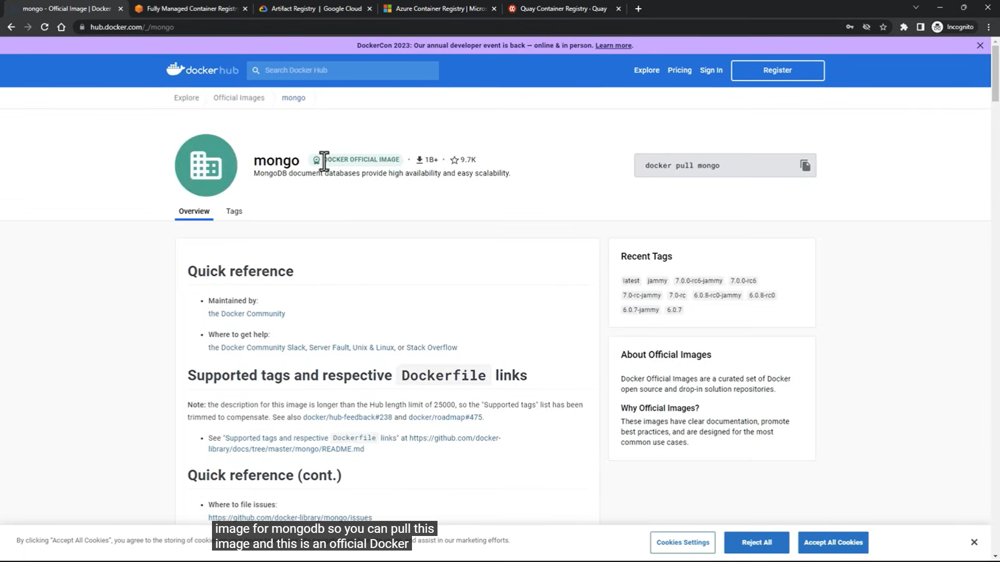 mongo - Official Image | Docker
Fully Managed Container Registr
Artifact Registry | Google Cloud
Azure Container Registry | Micro
Quay Container Registry · Quay
hub.docker.com/_/mongo
Incognito
DockerCon 2023: Our annual developer event is back — online & in person. Learn more.
docker hub
Search Docker Hub
Explore
Pricing
Sign In
Register
Explore
Official Images
mongo
mongo
DOCKER OFFICIAL IMAGE
· 1B+ · 9.7K
MongoDB document databases provide high availability and easy scalability.
docker pull mongo
Overview
Tags
Quick reference
• Maintained by:
the Docker Community
• Where to get help:
the Docker Community Slack, Server Fault, Unix & Linux, or Stack Overflow
Supported tags and respective Dockerfile links
Note: the description for this image is longer than the Hub length limit of 25000, so the "Supported tags" list has been
trimmed to compensate. See also docker/hub-feedback#238 and docker/roadmap#475.
• See "Supported tags and respective Dockerfile links" at https://github.com/docker-
library/docs/tree/master/mongo/README.md
Quick reference (cont.)
• Where to file issues:
https://github.com/docker-library/mongo/issues
Recent Tags
latest jammy 7.0.0-rc6-jammy 7.0.0-rc6
7.0-rc-jammy 7.0-rc 6.0.8-rc0-jammy 6.0.8-rc0
6.0.7-jammy 6.0.7
About Official Images
Docker Official Images are a curated set of Docker
open source and drop-in solution repositories.
Why Official Images?
These images have clear documentation, promote
best practices, and are designed for the most
common use cases.
By clicking "Accept All Cookies", you agree to the storing of
assist in our marketing efforts.
Cookies Settings
Reject All
Accept All Cookies
image for mongodb so you can pull this
image and this is an official Docker